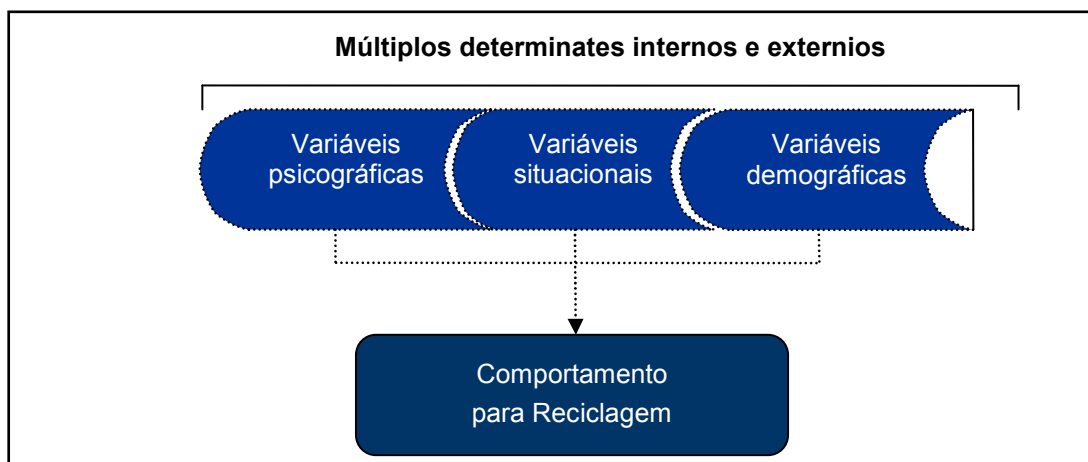 Múltiplos determinates internos e externios
Variáveis
psicográficas
Variáveis
situacionais
Variáveis
demográficas
Comportamento
para Reciclagem